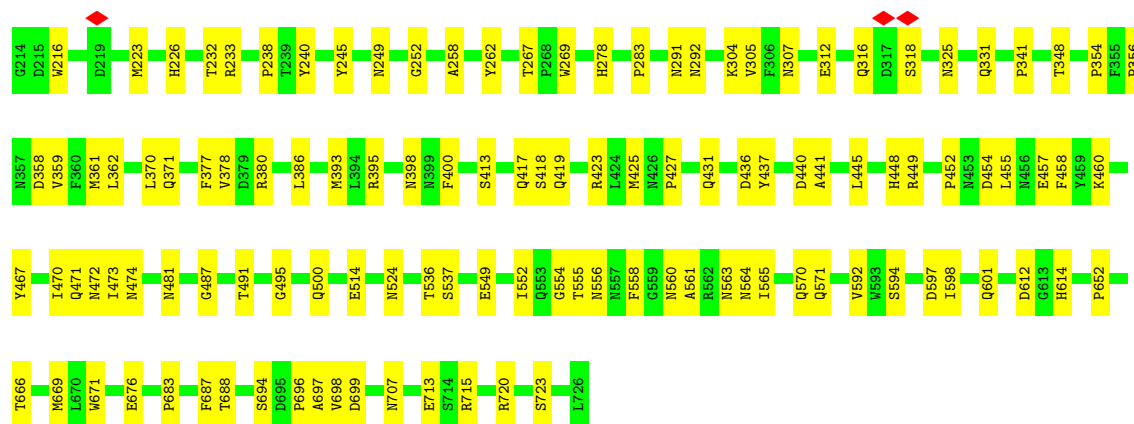 G214 D215 W216 D219 M223 H226 T232 R233 P238 T239 Y240 Y245 N249 G252 A258 Y262 T267 P268 W269 H278 P283 N291 N292 K304 V305 F306 N307 E312 Q316 D317 S318 N325 Q331 P341 T348 P354 F355
N357 D358 V359 F360 M361 L362 L370 Q371 F377 V378 D379 R380 L386 M393 L394 R395 N398 N399 F400 S413 Q417 S418 Q419 R423 L424 M425 N426 P427 Q431 D436 Y437 D440 A441 L445 H448 R449 P452 N453 D454 L455 N456 E457 F458 Y459 K460
Y467 I470 Q471 N472 I473 N474 N481 G487 T491 G495 Q500 E514 N524 T536 S537 E549 I552 Q553 G554 T555 N556 N557 F558 G559 N560 A561 R562 N563 N564 I565 Q570 Q571 V592 W593 S594 D597 I598 Q601 D612 G613 H614 P652
T666 M669 L670 W671 E676 P683 F687 T688 S694 D695 P696 A697 V698 D699 N707 E713 S714 R715 R720 S723 L726